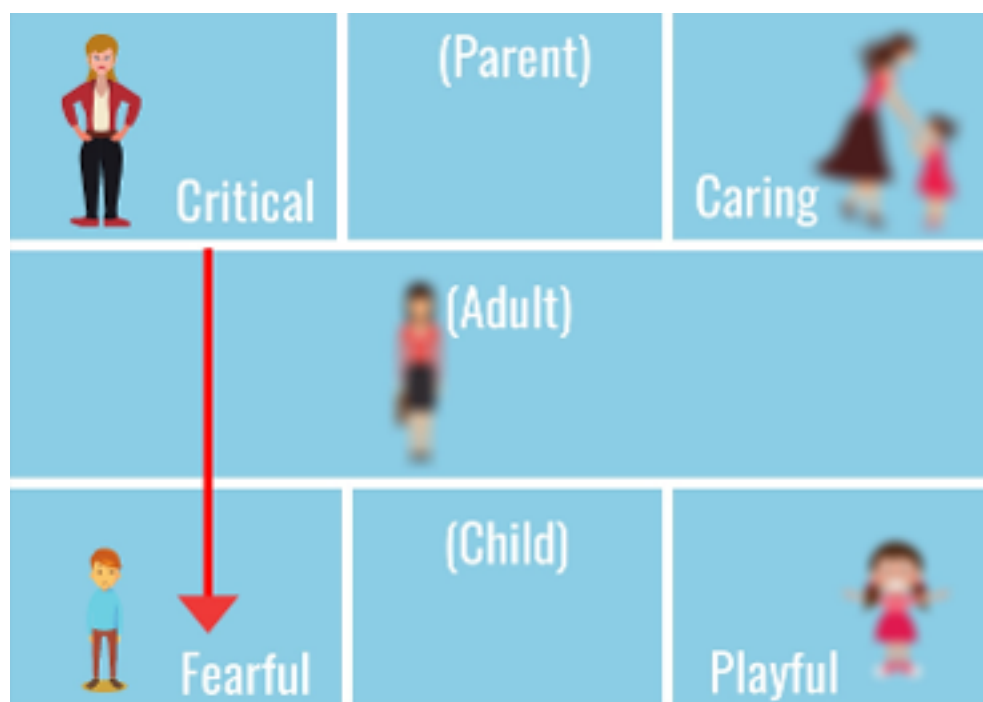 (Parent)
Critical
Caring
(Adult)
(Child)
Fearful
Playful